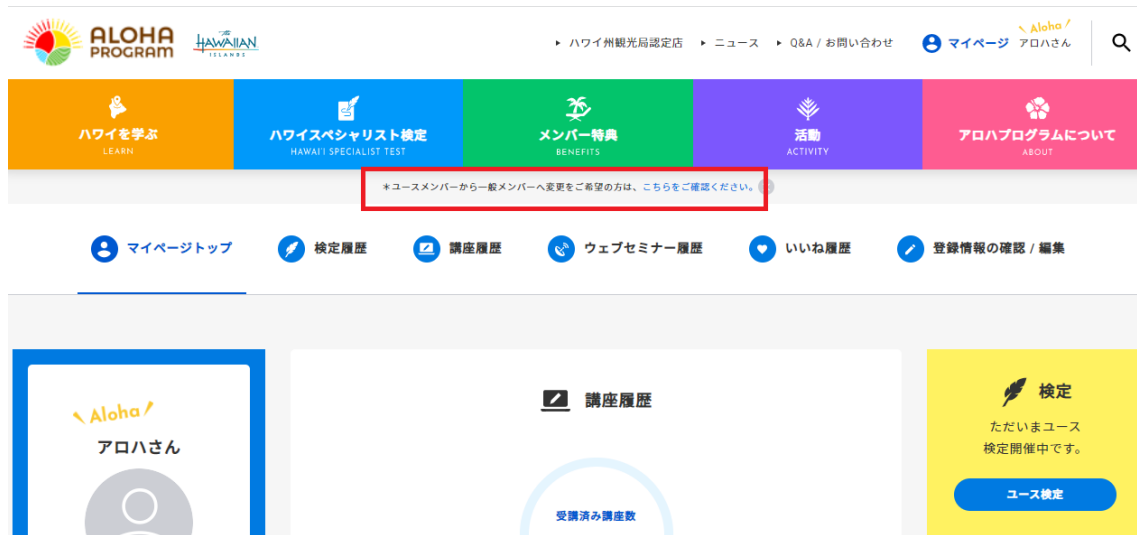 ALOHA
PROGRAM
THE
HAWAIIAN
ISLANDS
ハワイ州観光局認定店
ニュース
Q&A / お問い合わせ
マイページ
Aloha
アロハさん
ハワイを学ぶ
LEARN
ハワイスペシャリスト検定
HAWAI'I SPECIALIST TEST
メンバー特典
BENEFITS
活動
ACTIVITY
アロハプログラムについて
ABOUT
＊ユースメンバーから一般メンバーへ変更をご希望の方は、こちらをご確認ください。
マイページトップ
検定履歴
講座履歴
ウェブセミナー履歴
いいね履歴
登録情報の確認 / 編集
Aloha
アロハさん
講座履歴
受講済み講座数
検定
ただいまユース
検定開催中です。
ユース検定